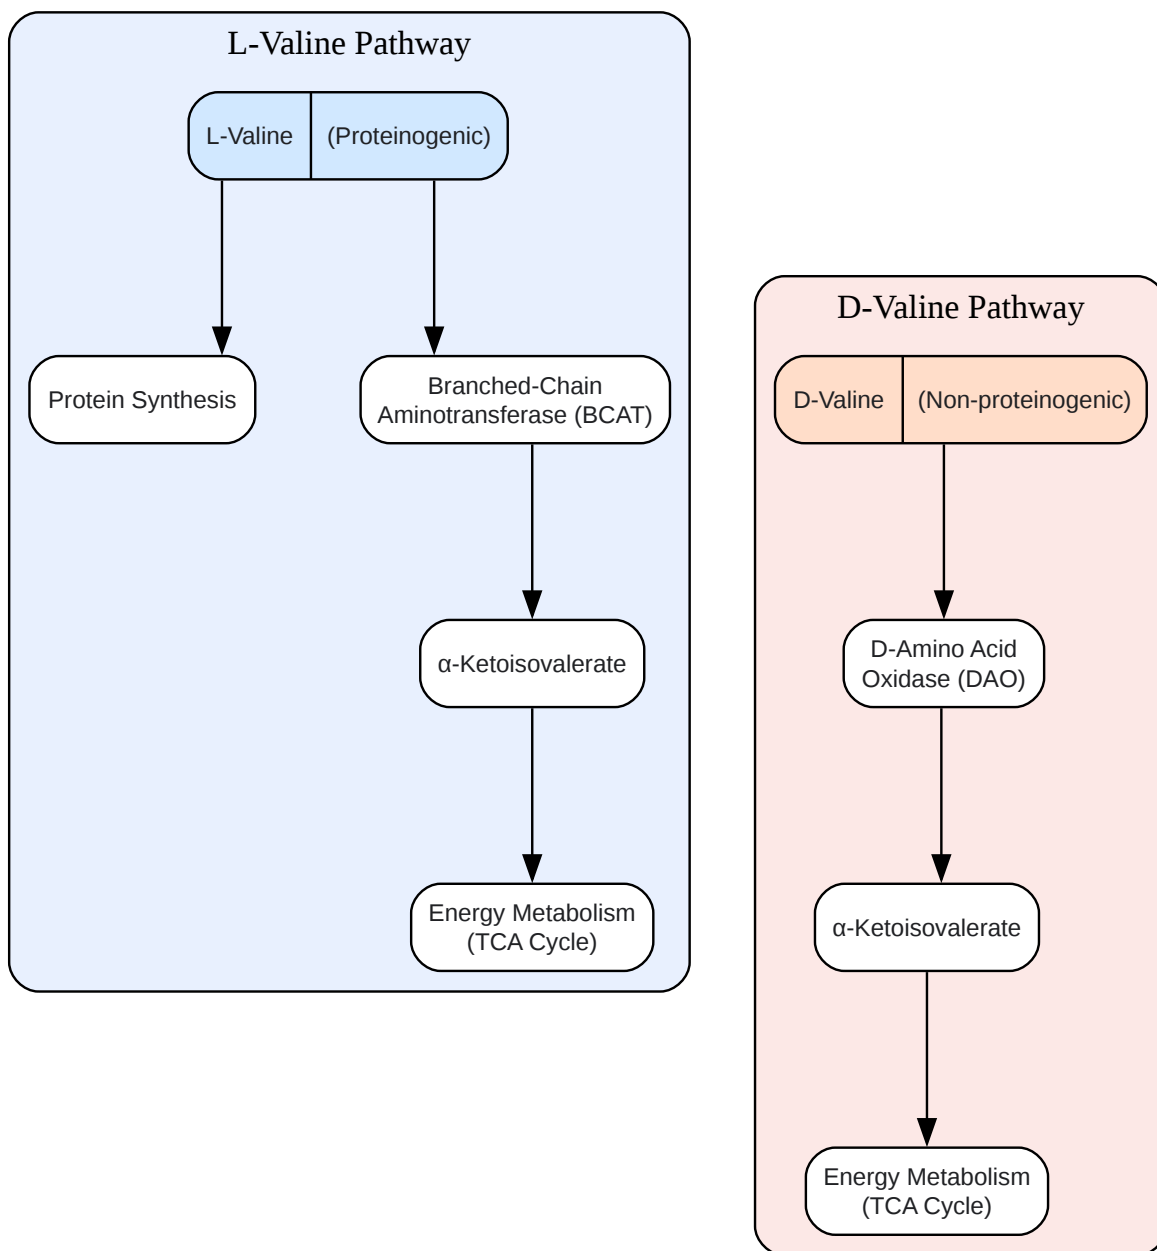 L-Valine Pathway
L-Valine
(Proteinogenic)
Protein Synthesis
Branched-Chain
Aminotransferase (BCAT)
α-Ketoisovalerate
Energy Metabolism
(TCA Cycle)
D-Valine Pathway
D-Valine
(Non-proteinogenic)
D-Amino Acid
Oxidase (DAO)
α-Ketoisovalerate
Energy Metabolism
(TCA Cycle)